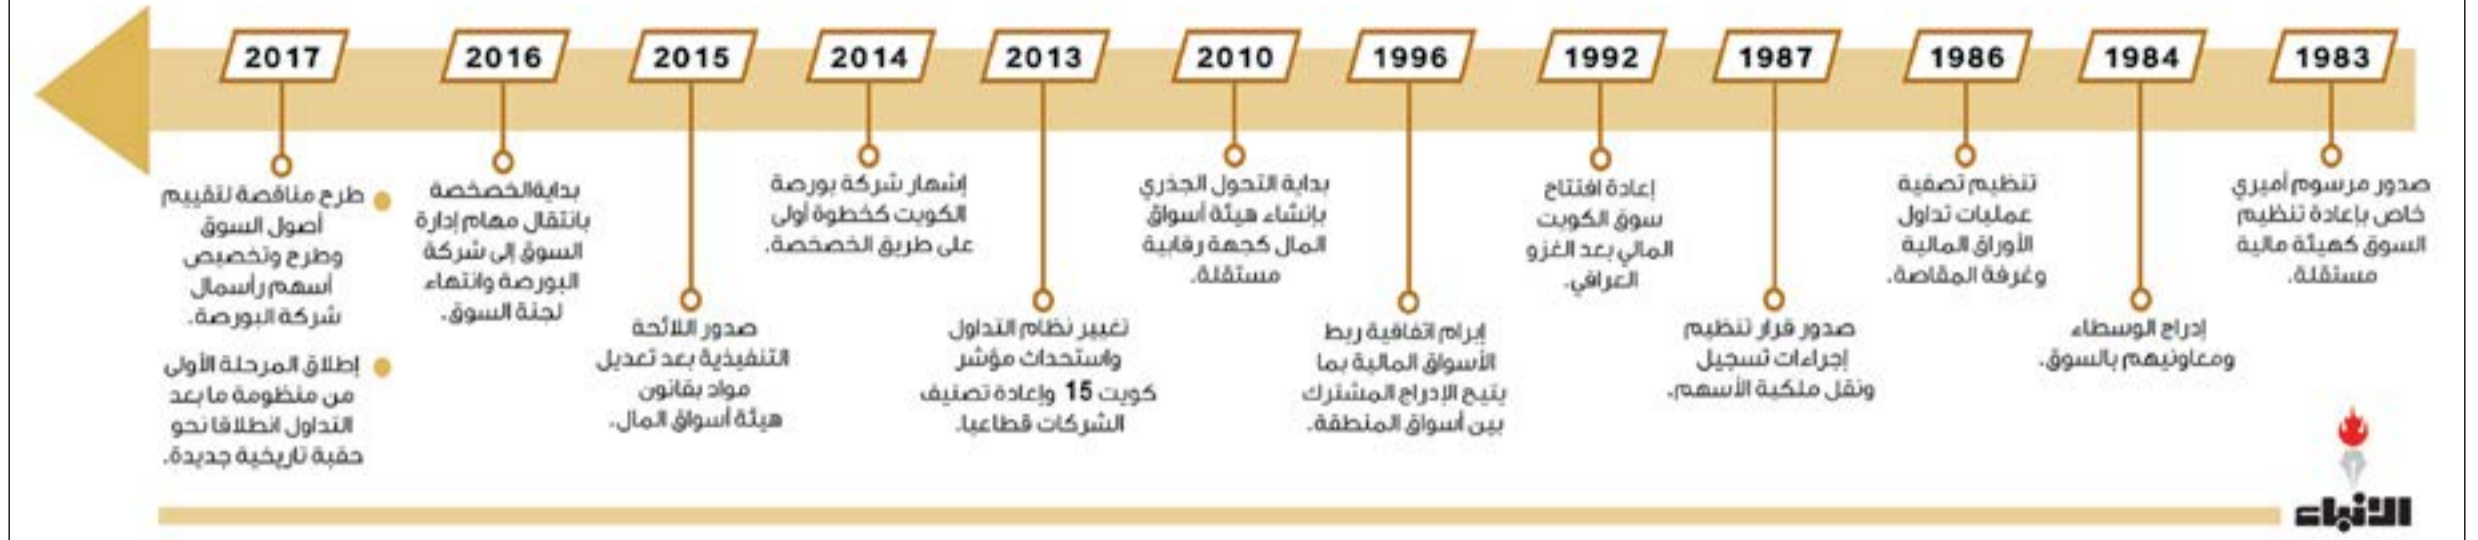 1983
صدور مرسوم أميري
خاص بإعادة تنظيم
السوق كهيئة مالية
مستقلة.
1984
إدراج الوسطاء
ومعاونيهم بالسوق.
1986
تنظيم تصفية
عمليات تداول
الأوراق المالية
وغرفة المقاصة.
1987
صدور قرار تنظيم
إجراءات تسجيل
ونقل ملكية الأسهم.
1992
إعادة افتتاح
سوق الكويت
المالي بعد الغزو
العراقي.
1996
إبرام اتفاقية ربط
الأسواق المالية بما
يتيح الإدراج المشترك
بين أسواق المنطقة.
2010
بداية التحول الجذري
بإنشاء هيئة أسواق
المال كجهة رقابية
مستقلة.
2013
تغيير نظام التداول
واستحداث مؤشر
كويت 15 وإعادة تصنيف
الشركات قطاعيا.
2014
إشهار شركة بورصة
الكويت كخطوة أولى
على طريق الخصخصة.
2015
صدور اللائحة
التنفيذية بعد تعديل
مواد بقانون
هيئة أسواق المال.
2016
بدايةالخصخصة
بانتقال مهام إدارة
السوق إلى شركة
البورصة وانتهاء
لجنة السوق.
2017
طرح مناقصة لتقييم
أصول السوق
وطرح وتخصيص
أسهم رأسمال
شركة البورصة.
إطلاق المرحلة الأولى
من منظومة ما بعد
التداول انطلاقا نحو
حقبة تاريخية جديدة.
الأنباء